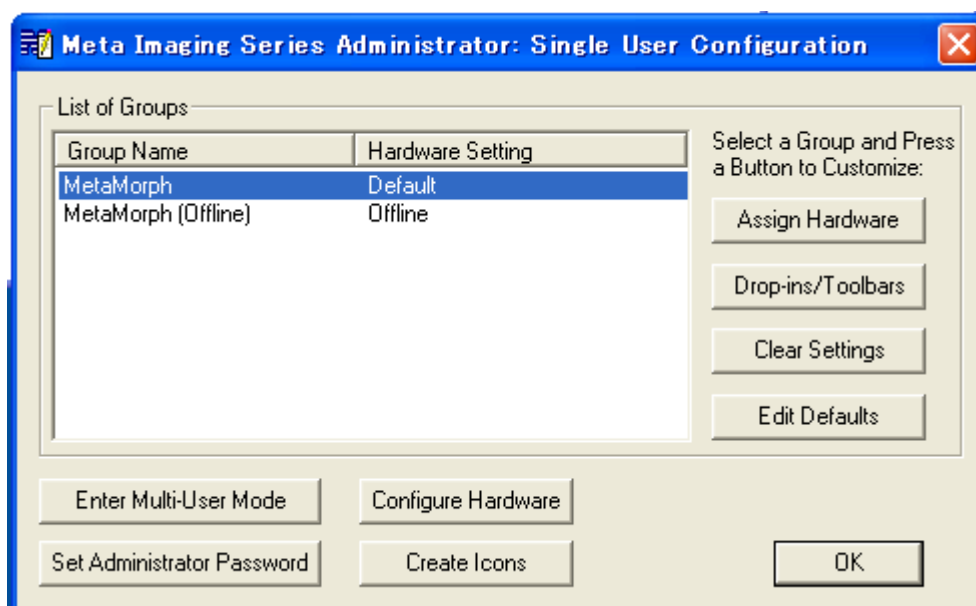 Meta Imaging Series Administrator: Single User Configuration
List of Groups
Group Name Hardware Setting
MetaMorph Default
MetaMorph (Offline) Offline
Select a Group and Press
a Button to Customize:
Assign Hardware
Drop-ins/Toolbars
Clear Settings
Edit Defaults
Enter Multi-User Mode Configure Hardware
Set Administrator Password Create Icons OK